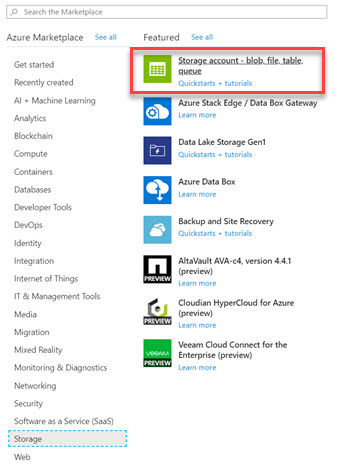 Search the Marketplace
Azure Marketplace See all
Get started
Recently created
AI + Machine Learning
Analytics
Blockchain
Compute
Containers
Databases
Developer Tools
DevOps
Identity
Integration
Internet of Things
IT & Management Tools
Media
Migration
Mixed Reality
Monitoring & Diagnostics
Networking
Security
Software as a Service (SaaS)
Storage
Web
Featured See all
Storage account - blob, file, table,
queue
Quickstarts + tutorials
Azure Stack Edge / Data Box Gateway
Learn more
Data Lake Storage Gen1
Quickstarts + tutorials
Azure Data Box
Learn more
Backup and Site Recovery
Quickstarts + tutorials
PREVIEW
AltaVault AVA-c4, version 4.4.1
(preview)
Learn more
PREVIEW
Cloudian HyperCloud for Azure
(preview)
Learn more
VEEAM
PREVIEW
Veeam Cloud Connect for the
Enterprise (preview)
Learn more